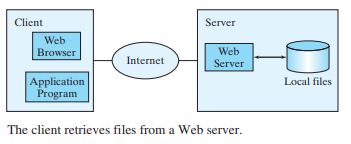 Client
Web
Browser
Application
Program
Internet
Server
Web
Server
Local files
The client retrieves files from a Web server.